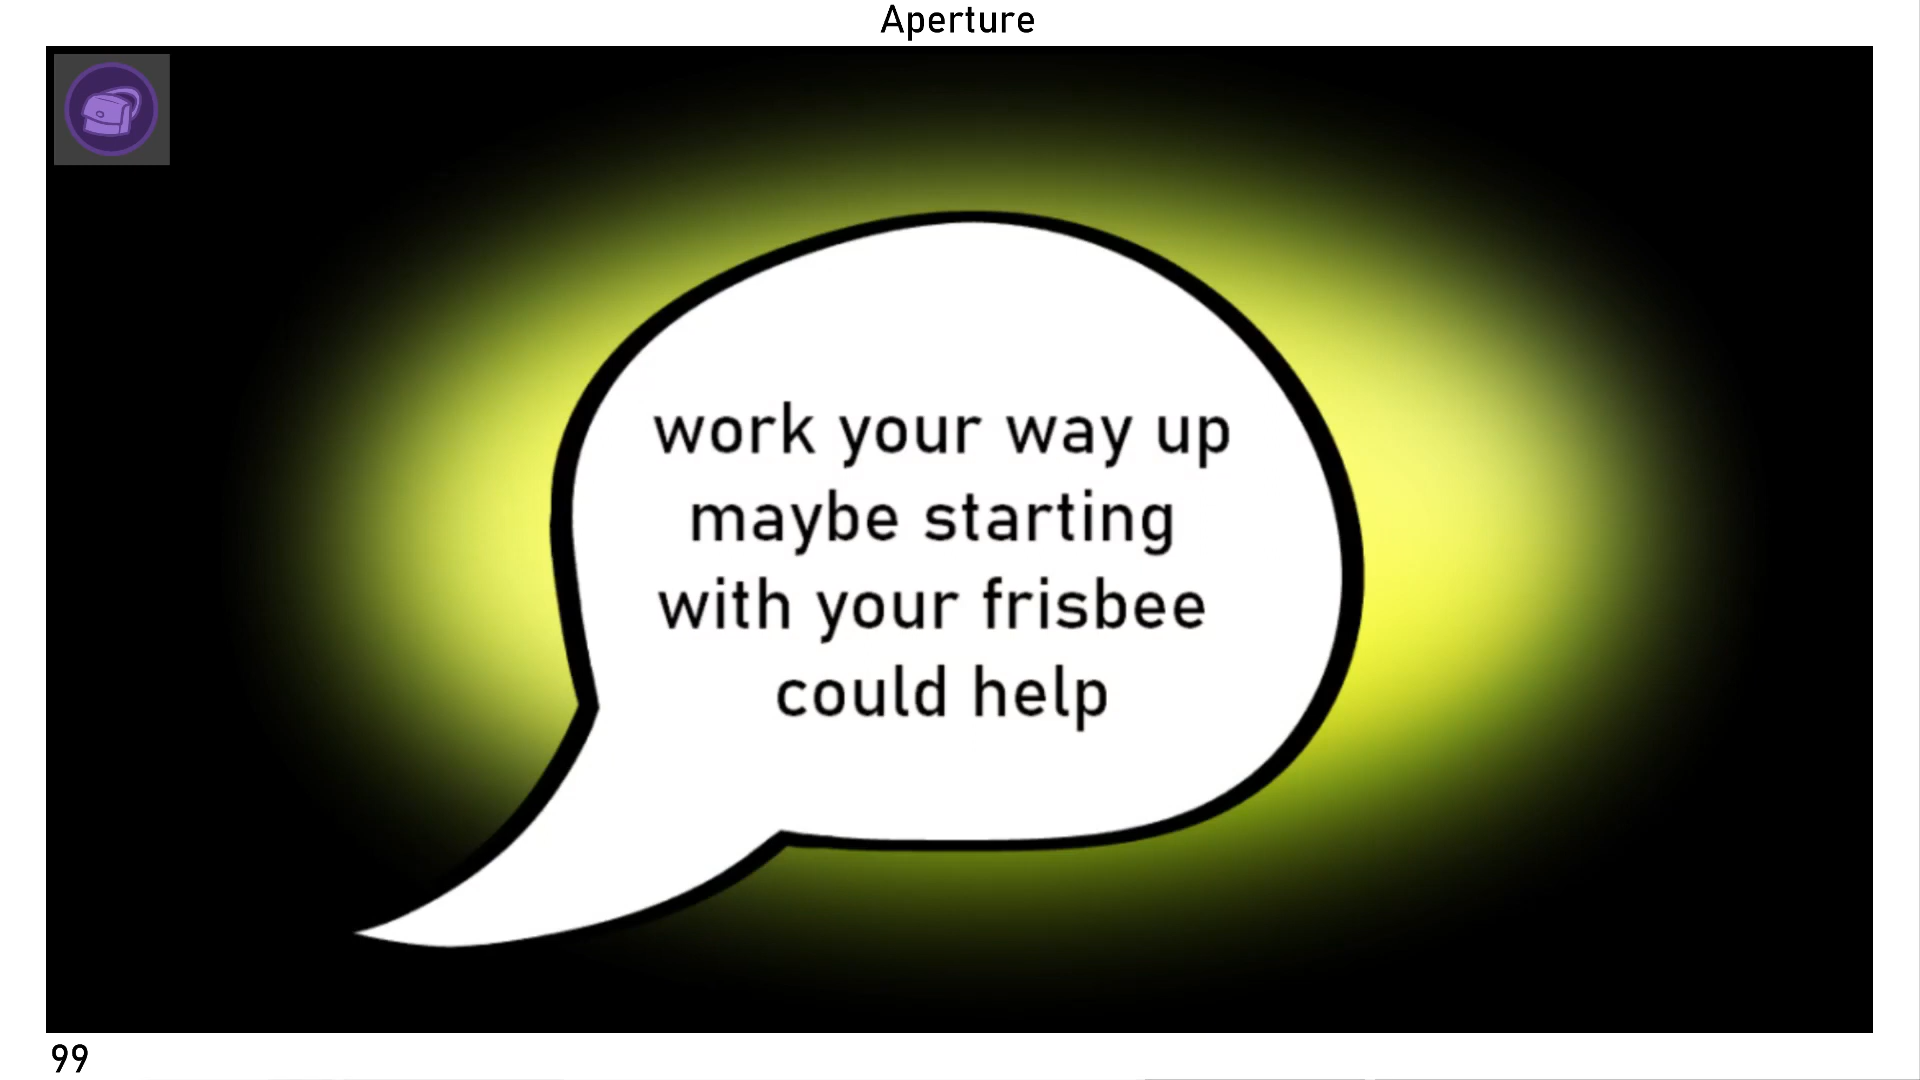 Aperture
work your way up
maybe starting
with your frisbee
could help
99